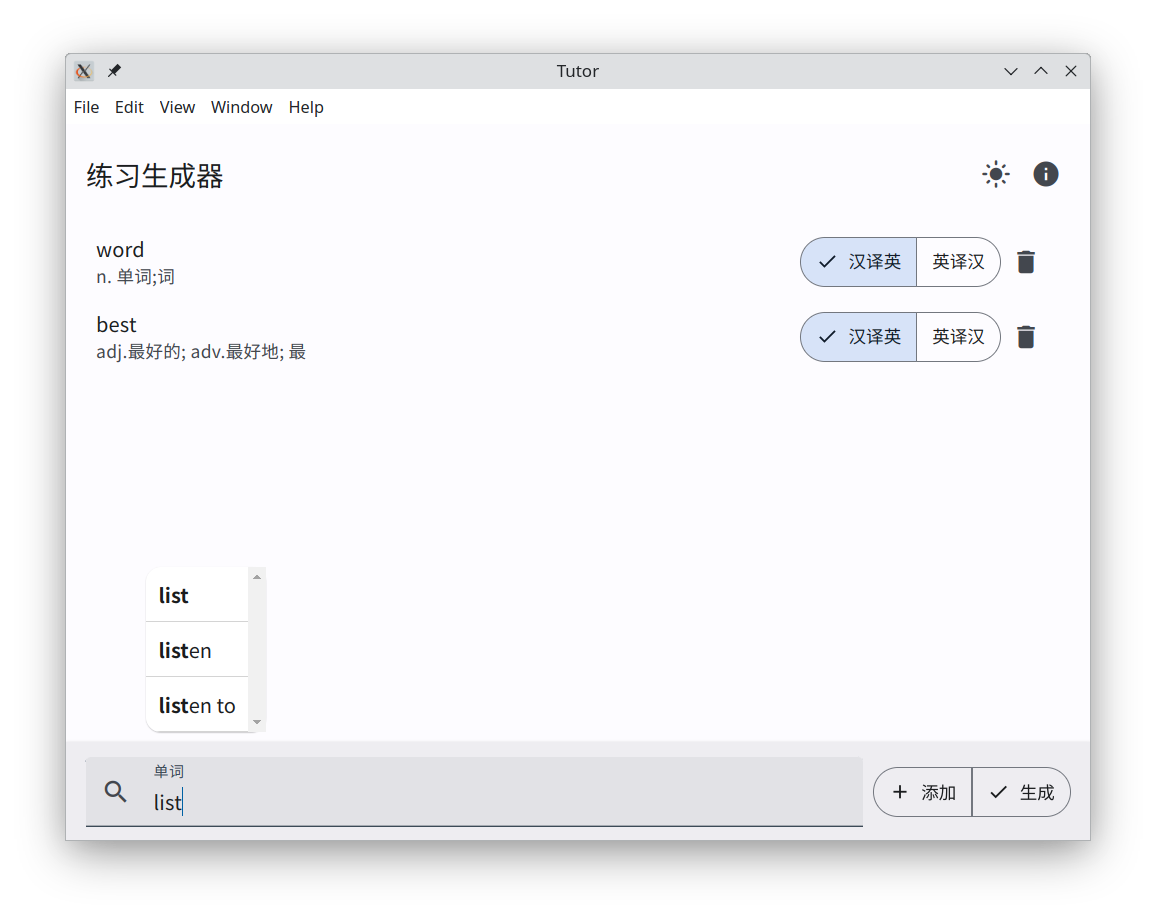 Tutor
File Edit View Window Help
练习生成器
word
n. 单词;词
汉译英 英译汉
best
adj.最好的; adv.最好地; 最
汉译英 英译汉
list
listen
listen to
单词
list
添加 生成